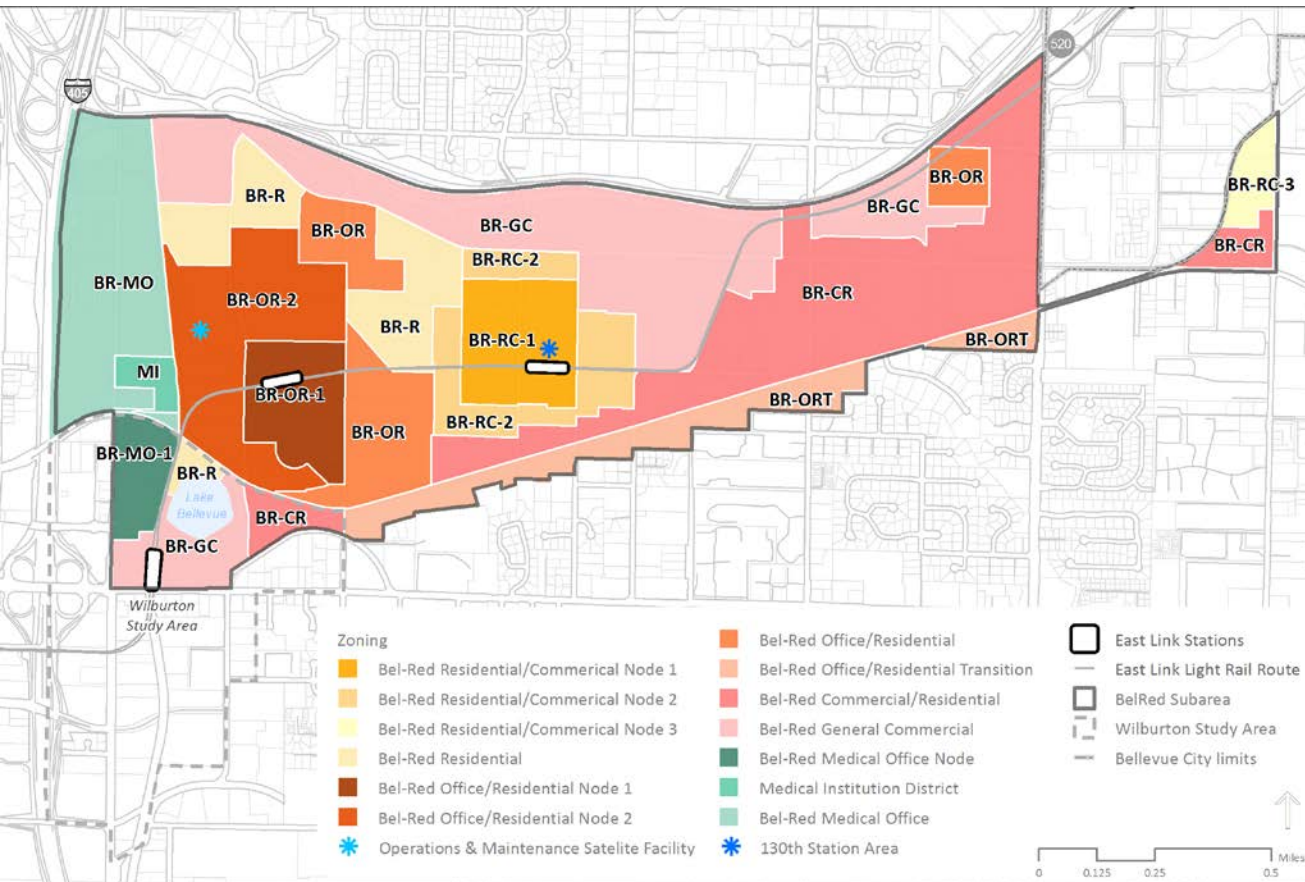 520
405
BR-OR
BR-RC-3
BR-R
BR-GC
BR-GC
BR-OR
BR-CR
BR-RC-2
BR-MO
BR-OR-2
BR-CR
BR-R
BR-RC-1
BR-ORT
MI
BR-OR-1
BR-ORT
BR-RC-2
BR-OR
BR-MO-1
BR-R
Lake
Bellevue
BR-CR
BR-GC
Wilburton
Study Area
Zoning
Bel-Red Residential/Commerical Node 1
Bel-Red Residential/Commerical Node 2
Bel-Red Residential/Commerical Node 3
Bel-Red Residential
Bel-Red Office/Residential Node 1
Bel-Red Office/Residential Node 2
Operations & Maintenance Satelite Facility
Bel-Red Office/Residential
Bel-Red Office/Residential Transition
Bel-Red Commercial/Residential
Bel-Red General Commercial
Bel-Red Medical Office Node
Medical Institution District
Bel-Red Medical Office
130th Station Area
East Link Stations
East Link Light Rail Route
BelRed Subarea
Wilburton Study Area
Bellevue City limits
Miles
0 0.125 0.25 0.5